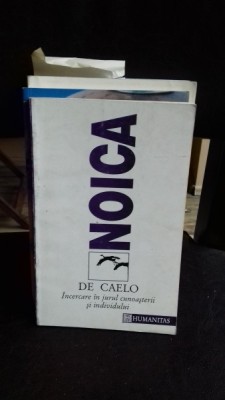 NOICA
DE CAELO
Încercare în jurul cunoașterii
și individului
HUMANITAS